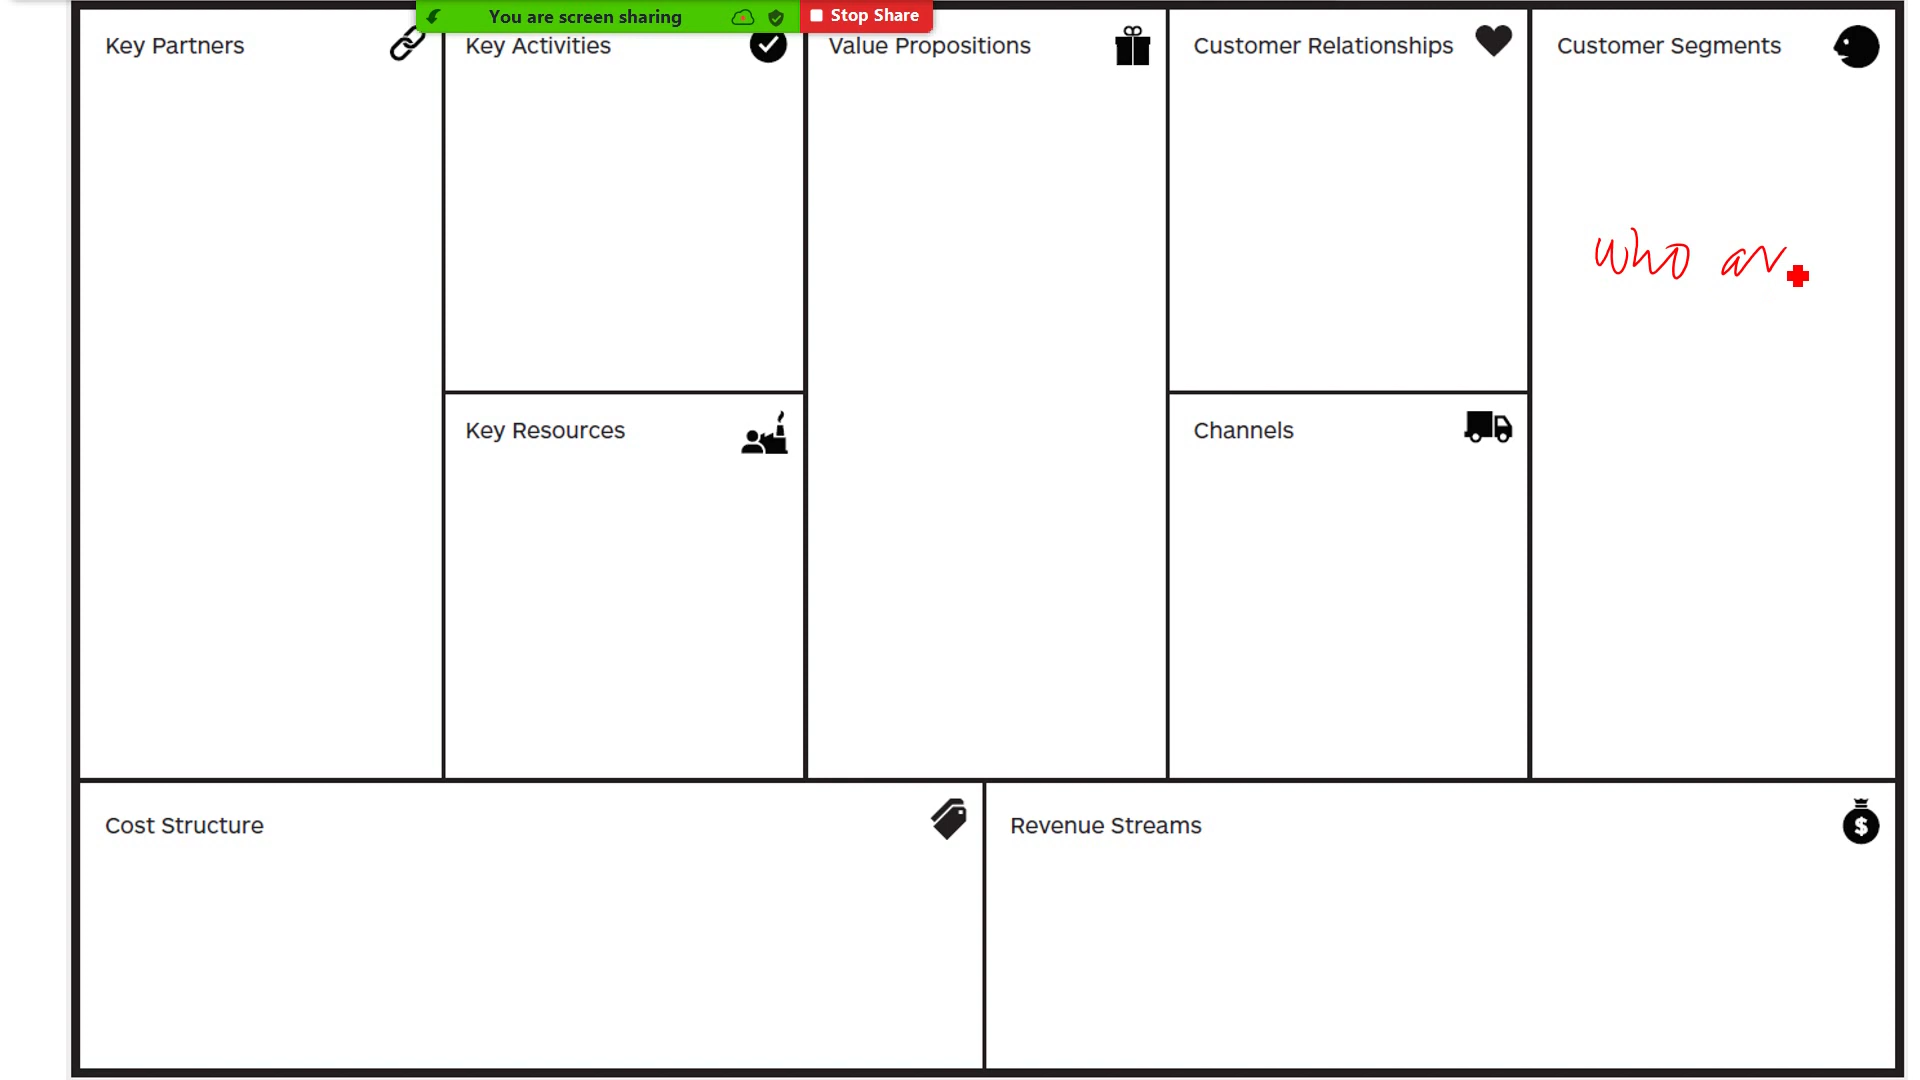 You are screen sharing
Stop Share
Key Partners
Key Activities
Value Propositions
Customer Relationships
Customer Segments
who ar
Key Resources
Channels
Cost Structure
Revenue Streams
$